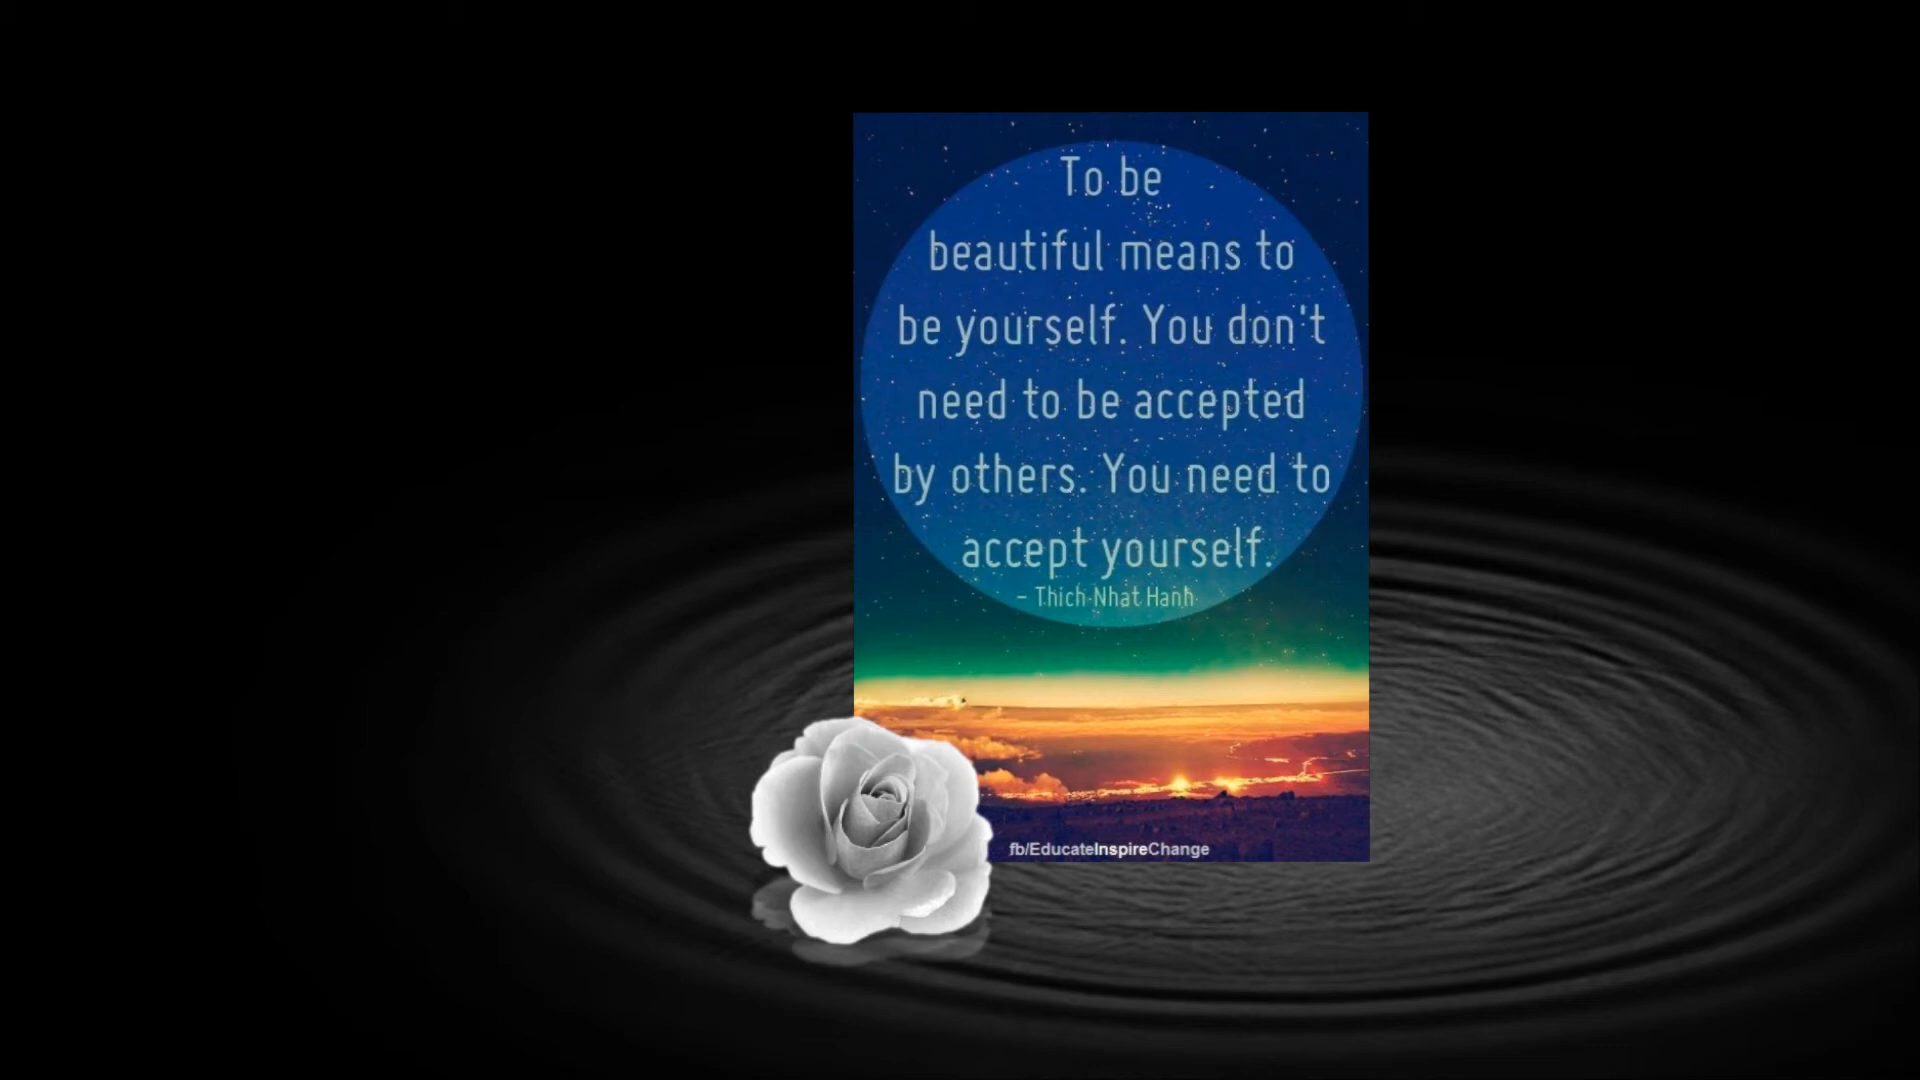 To be
beautiful means to
be yourself. You don't
need to be accepted
by others. You need to
accept yourself.
– Thich Nhat Hanh
fb/EducateInspireChange